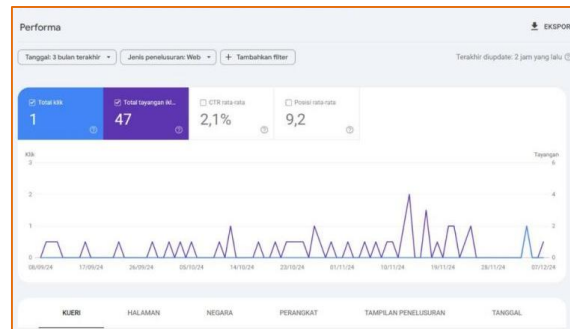 Performa
EKSPOR
Tanggal: 3 bulan terakhir
Jenis penelusuran: Web
+ Tambahkan filter
Terakhir diupdate: 2 jam yang lalu
Total klik
1
Total tayangan ikl...
47
CTR rata-rata
2,1%
Posisi rata-rata
9,2
Klik
Tayangan
3
6
2
4
1
2
0
0
08/09/24
17/09/24
26/09/24
05/10/24
14/10/24
23/10/24
01/11/24
10/11/24
19/11/24
28/11/24
07/12/24
KUERI
HALAMAN
NEGARA
PERANGKAT
TAMPILAN PENELUSURAN
TANGGAL